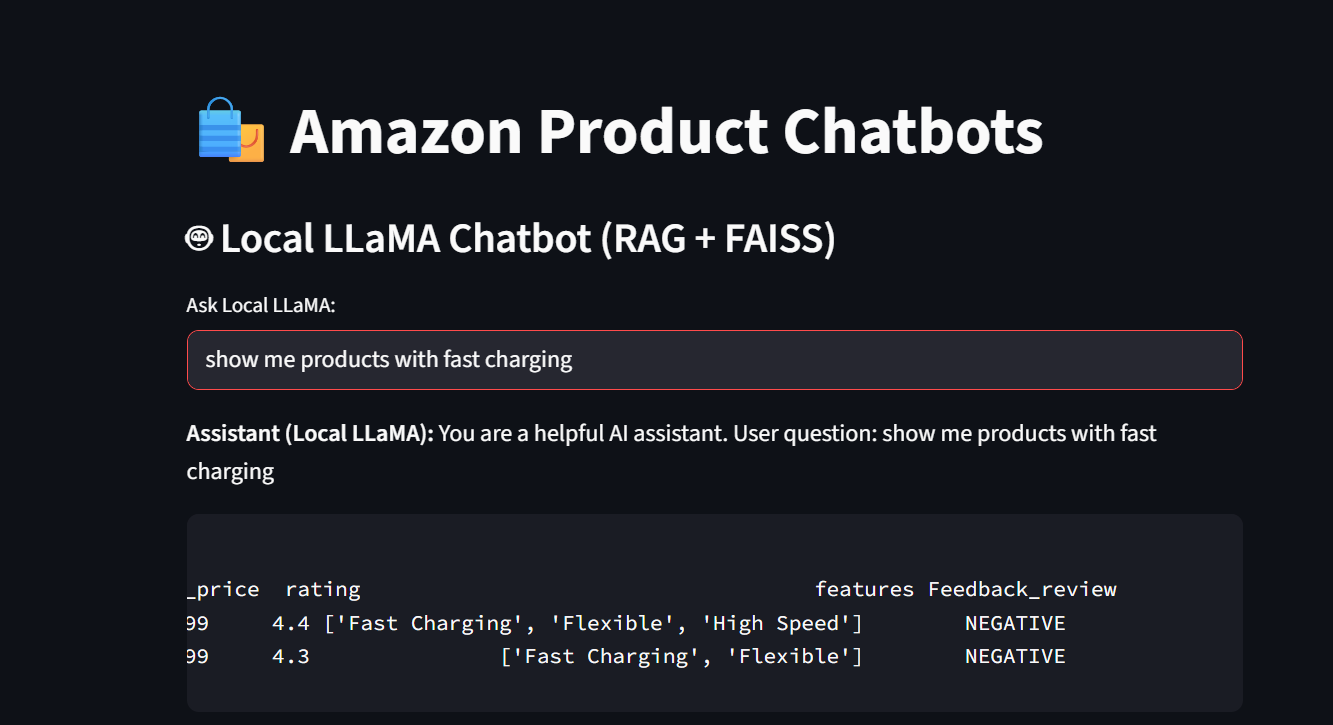 Amazon Product Chatbots
Local LLaMA Chatbot (RAG + FAISS)
Ask Local LLaMA:
show me products with fast charging
Assistant (Local LLaMA): You are a helpful AI assistant. User question: show me products with fast
charging
_price rating features Feedback_review
99 4.4 ['Fast Charging', 'Flexible', 'High Speed'] NEGATIVE
99 4.3 ['Fast Charging', 'Flexible'] NEGATIVE